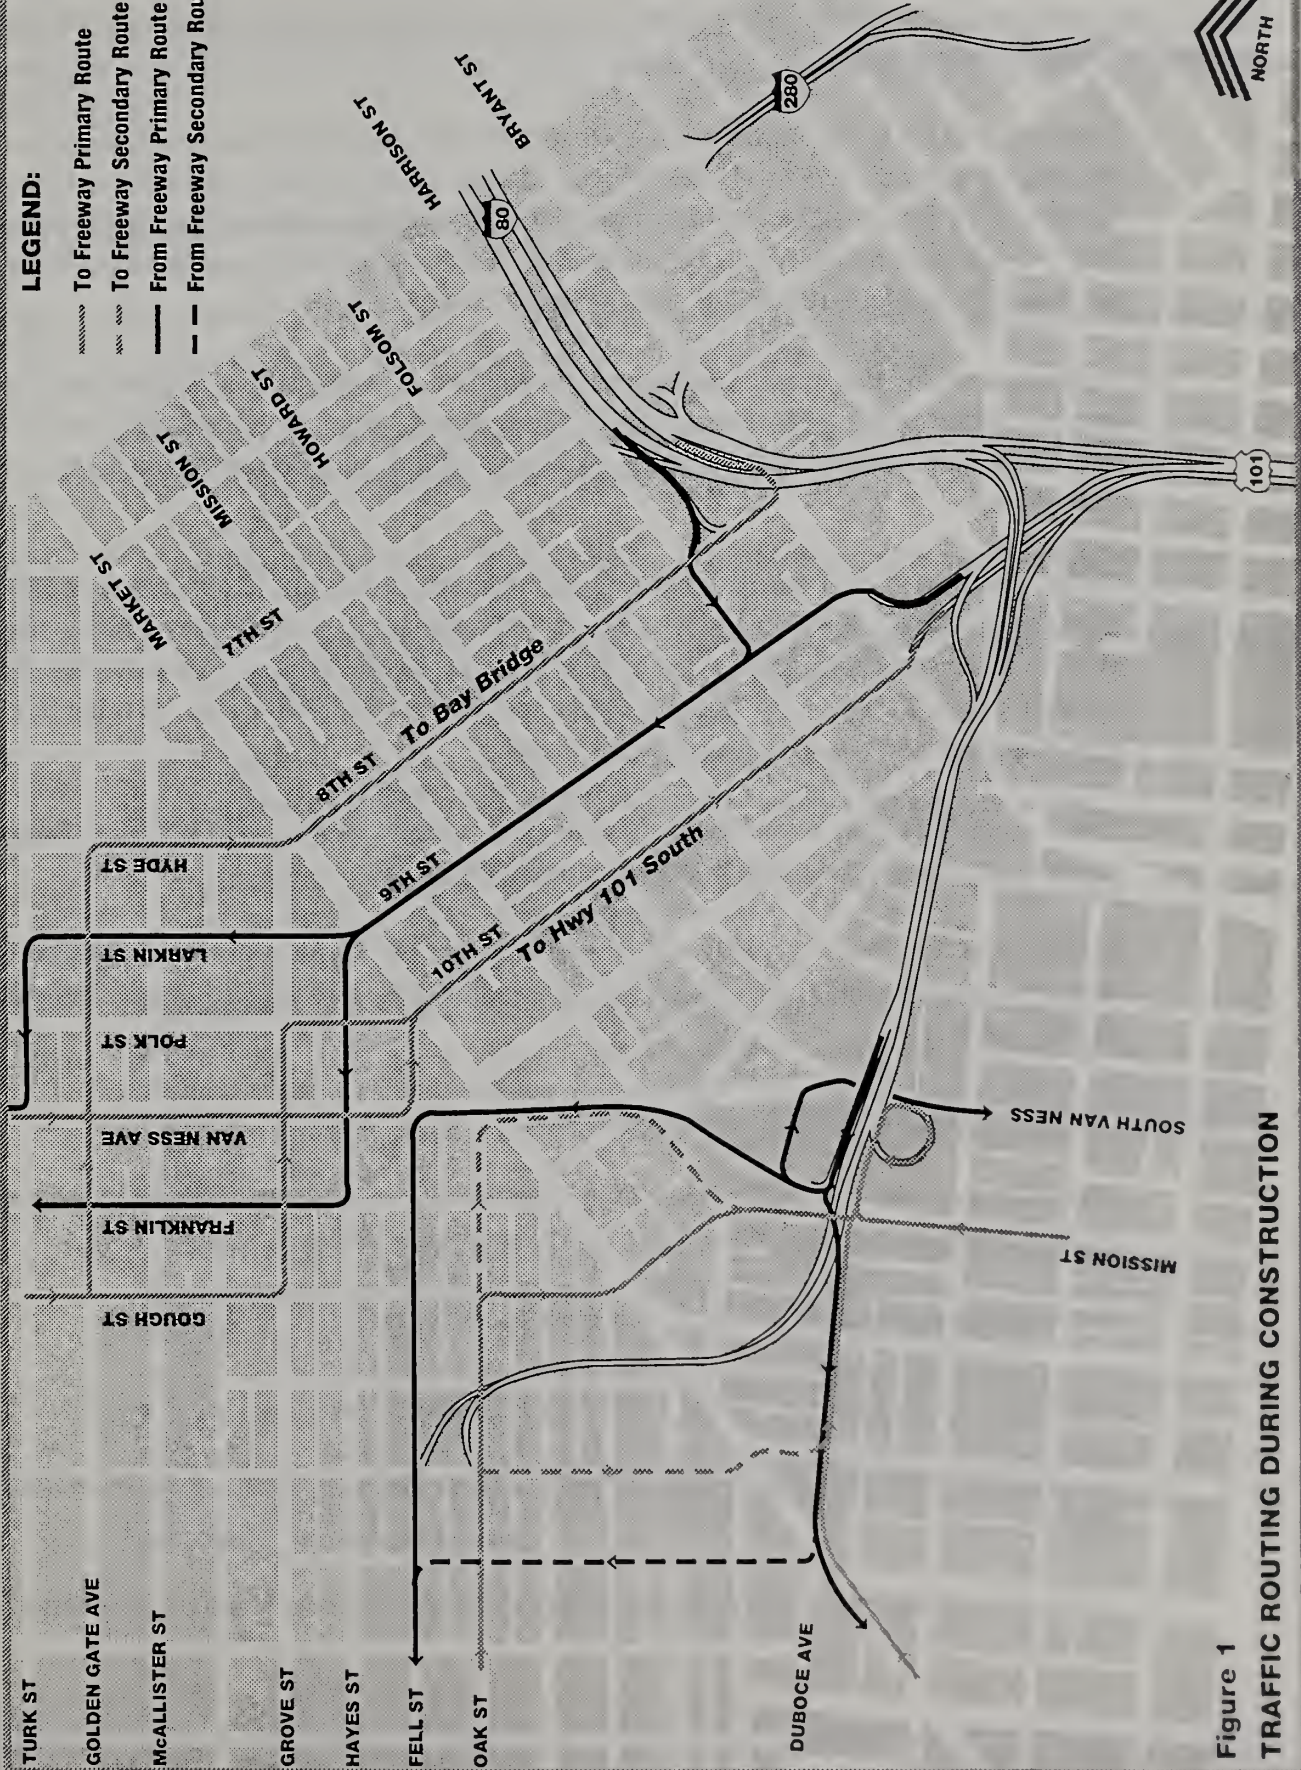 LEGEND:
To Freeway Primary Route
To Freeway Secondary Route
From Freeway Primary Route
From Freeway Secondary Rou
TURK ST
GOLDEN GATE AVE
McALLISTER ST
GROVE ST
HAYES ST
FELL ST
OAK ST
DUBOCE AVE
GOUGH ST
FRANKLIN ST
VAN NESS AVE
POLK ST
LARKIN ST
HYDE ST
MARKET ST
MISSION ST
HOWARD ST
FOLSOM ST
HARRISON ST
BRYANT ST
7TH ST
8TH ST
To Bay Bridge
9TH ST
10TH ST
To Hwy 101 South
SOUTH VAN NESS
MISSION ST
80
280
101
NORTH
Figure 1
TRAFFIC ROUTING DURING CONSTRUCTION